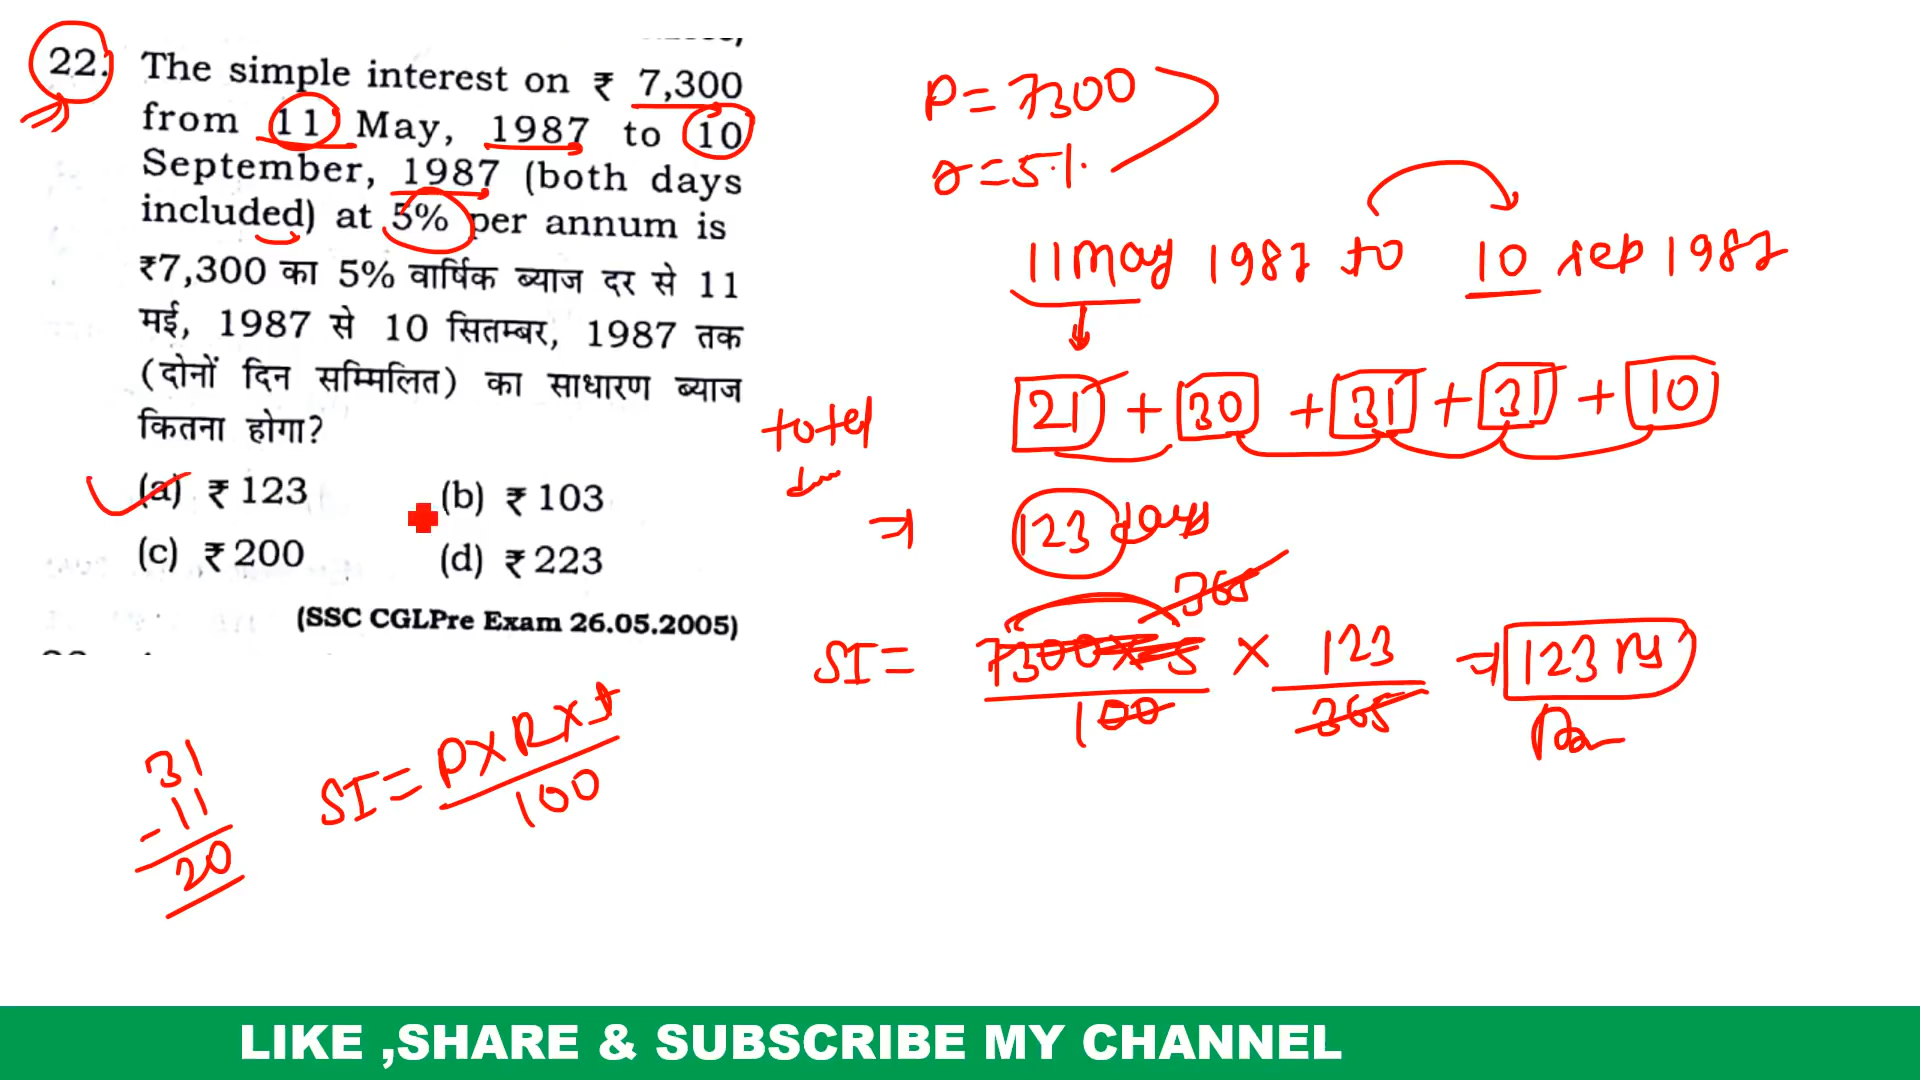 22. The simple interest on ₹ 7,300
from 11 May, 1987 to 10
September, 1987 (both days
included) at 5% per annum is
₹7,300 का 5% वार्षिक ब्याज दर से 11
मई, 1987 से 10 सितम्बर, 1987 तक
(दोनों दिन सम्मिलित) का साधारण ब्याज
कितना होगा?
(a) ₹ 123 (b) ₹ 103
(c) ₹ 200 (d) ₹ 223
(SSC CGLPre Exam 26.05.2005)
P = 7300
r = 5%
11 may 1987 to 10 sep 1987
21 + 30 + 31 + 31 + 10
totel
⇒ 123 days
365
SI = 7300 × 5 / 100 × 123 / 365 ⇒ 123 rs
SI = P × R × t / 100
31
- 11
20
LIKE ,SHARE & SUBSCRIBE MY CHANNEL